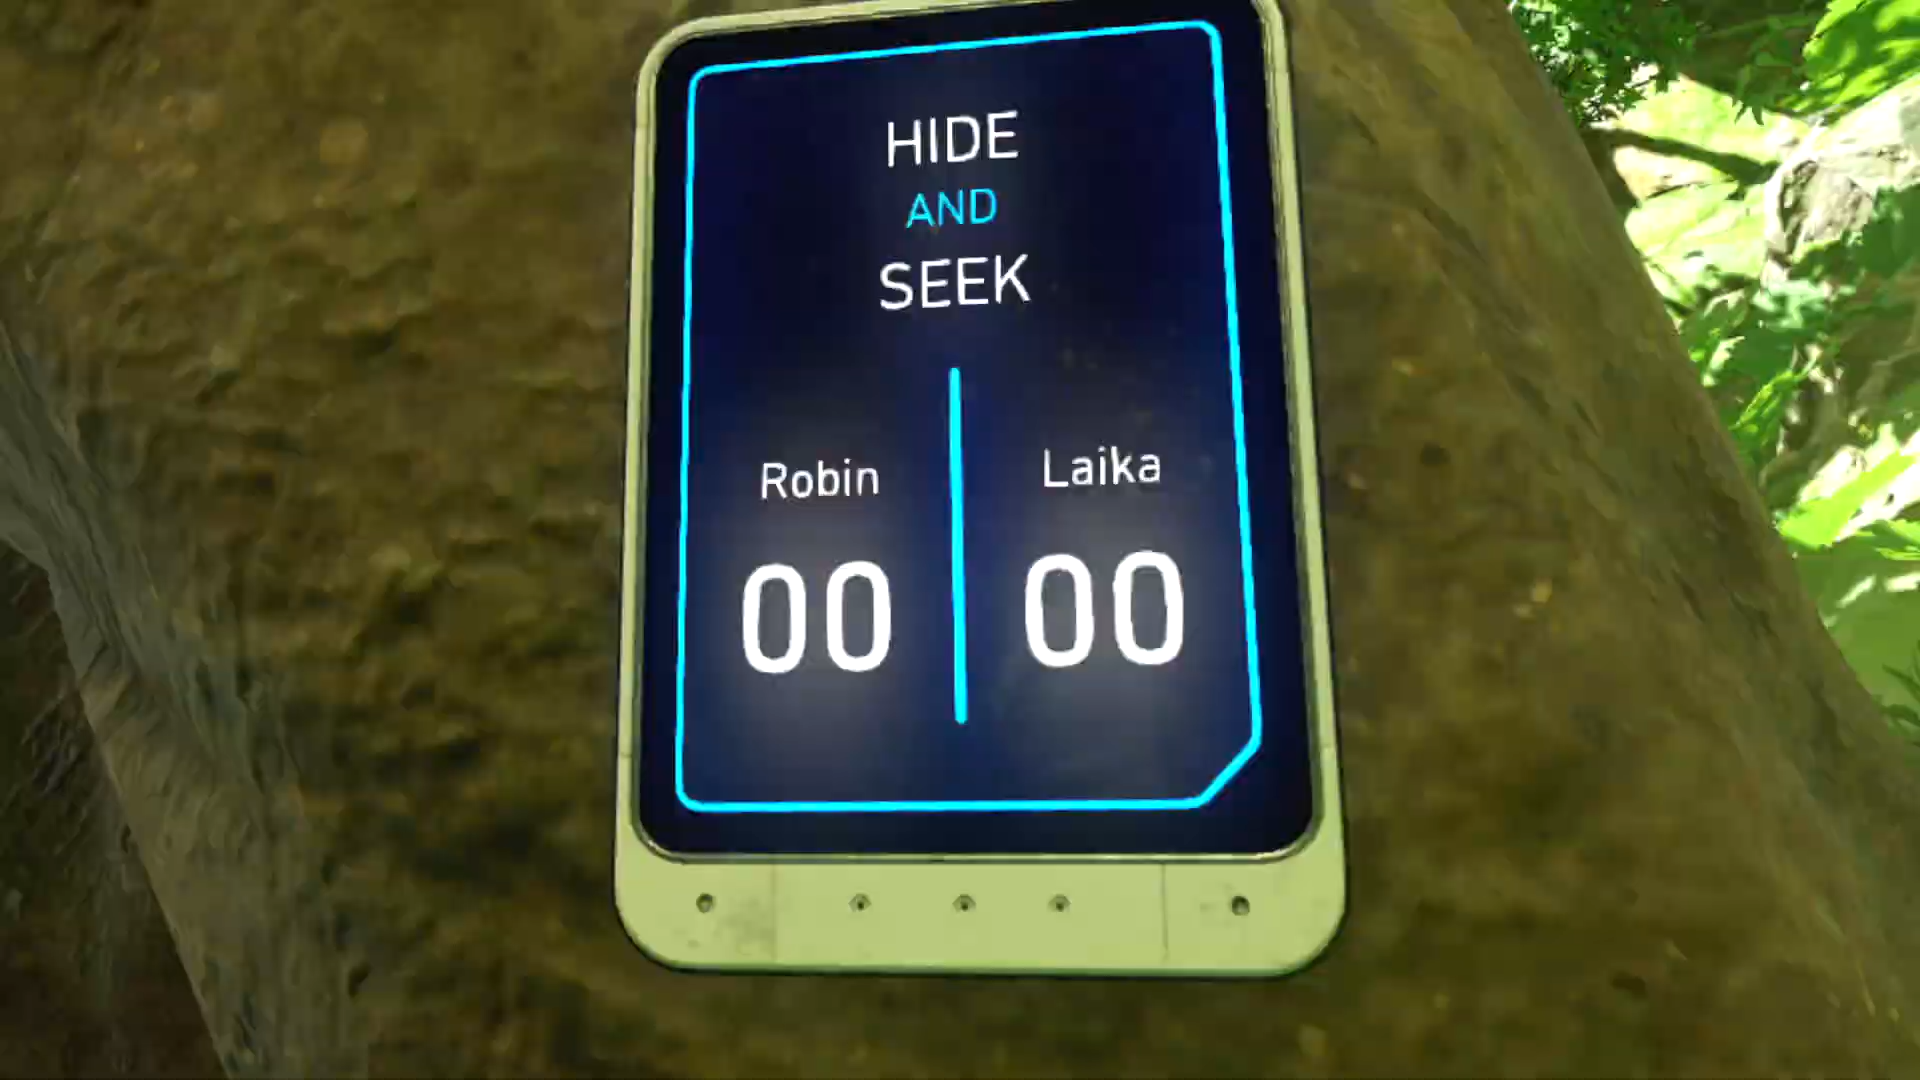 HIDE
AND
SEEK
Robin
Laika
00
00